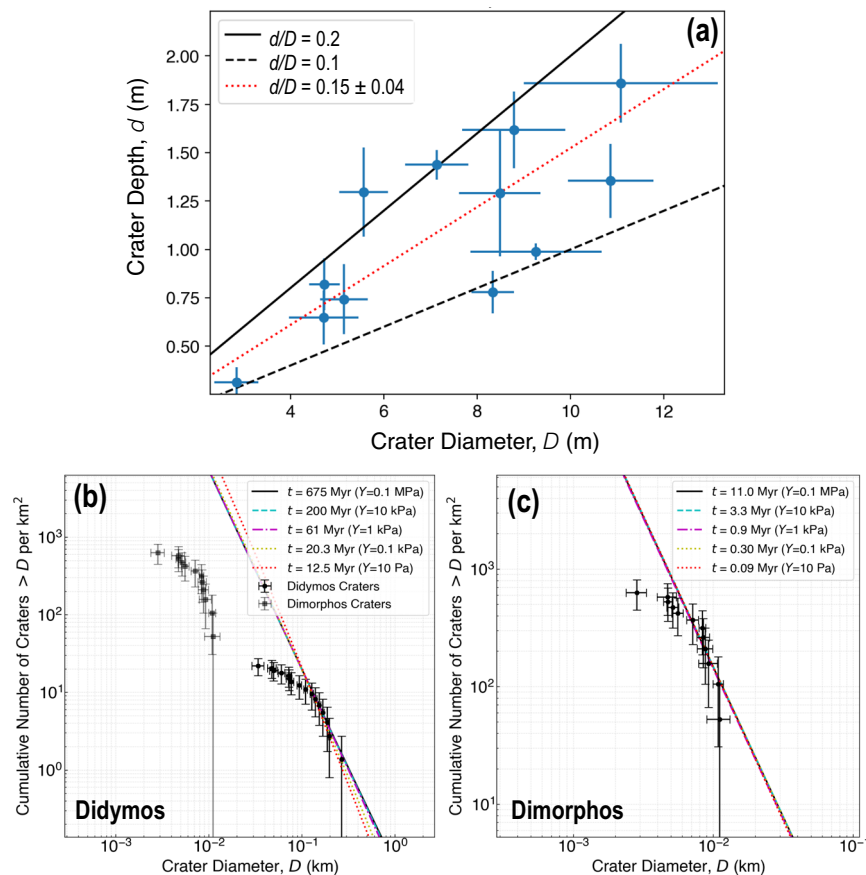 (a)
d/D = 0.2
d/D = 0.1
d/D = 0.15 ± 0.04
Crater Depth, d (m)
2.00
1.75
1.50
1.25
1.00
0.75
0.50
4
6
8
10
12
Crater Diameter, D (m)
(b)
t = 675 Myr (Y=0.1 MPa)
t = 200 Myr (Y=10 kPa)
t = 61 Myr (Y=1 kPa)
t = 20.3 Myr (Y=0.1 kPa)
t = 12.5 Myr (Y=10 Pa)
Didymos Craters
Dimorphos Craters
Cumulative Number of Craters > D per km²
10³
10²
10¹
10⁰
Didymos
10⁻³
10⁻²
10⁻¹
10⁰
Crater Diameter, D (km)
(c)
t = 11.0 Myr (Y=0.1 MPa)
t = 3.3 Myr (Y=10 kPa)
t = 0.9 Myr (Y=1 kPa)
t = 0.30 Myr (Y=0.1 kPa)
t = 0.09 Myr (Y=10 Pa)
Cumulative Number of Craters > D per km²
10³
10²
10¹
Dimorphos
10⁻³
10⁻²
10⁻¹
Crater Diameter, D (km)